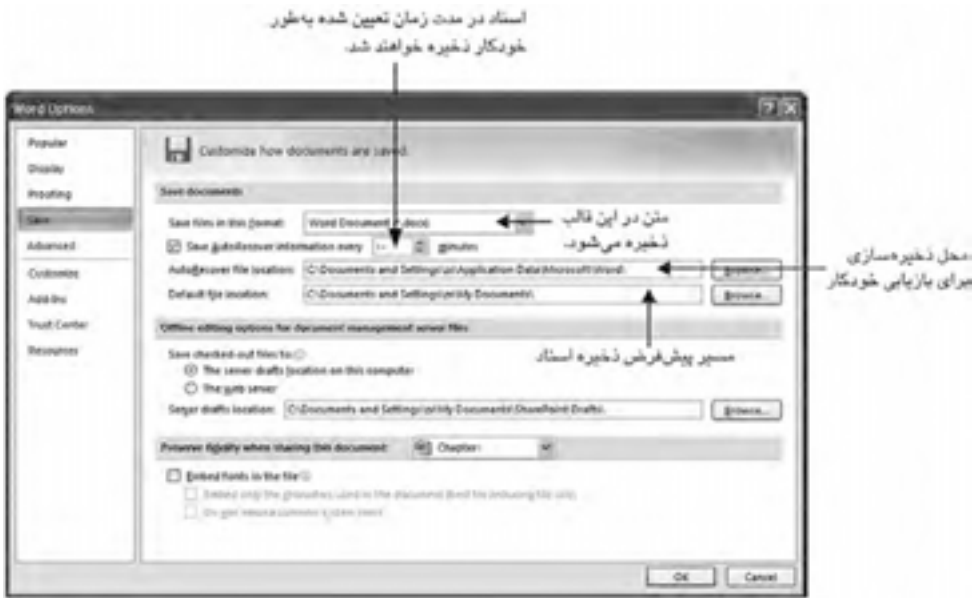 اسناد در مدت زمان تعیین شده به‌طور
خودکار ذخیره خواهند شد.
Word Options
Popular
Display
Proofing
Save
Advanced
Customize
Add-Ins
Trust Center
Resources
Customize how documents are saved.
Save documents
Save files in this format: Word Document
متن در این قالب
ذخیره می‌شود.
Save AutoRecover information every minutes
AutoRecover file location: Browse...
محل ذخیره‌سازی
برای بازیابی خودکار
Default file location: Browse...
مسیر پیش‌فرض ذخیره اسناد
Offline editing options for document management server files
Save checked-out files to:
The server drafts location on this computer
The web server
Server drafts location: Browse...
Preserve fidelity when sharing this document:
Embed fonts in the file
OK Cancel